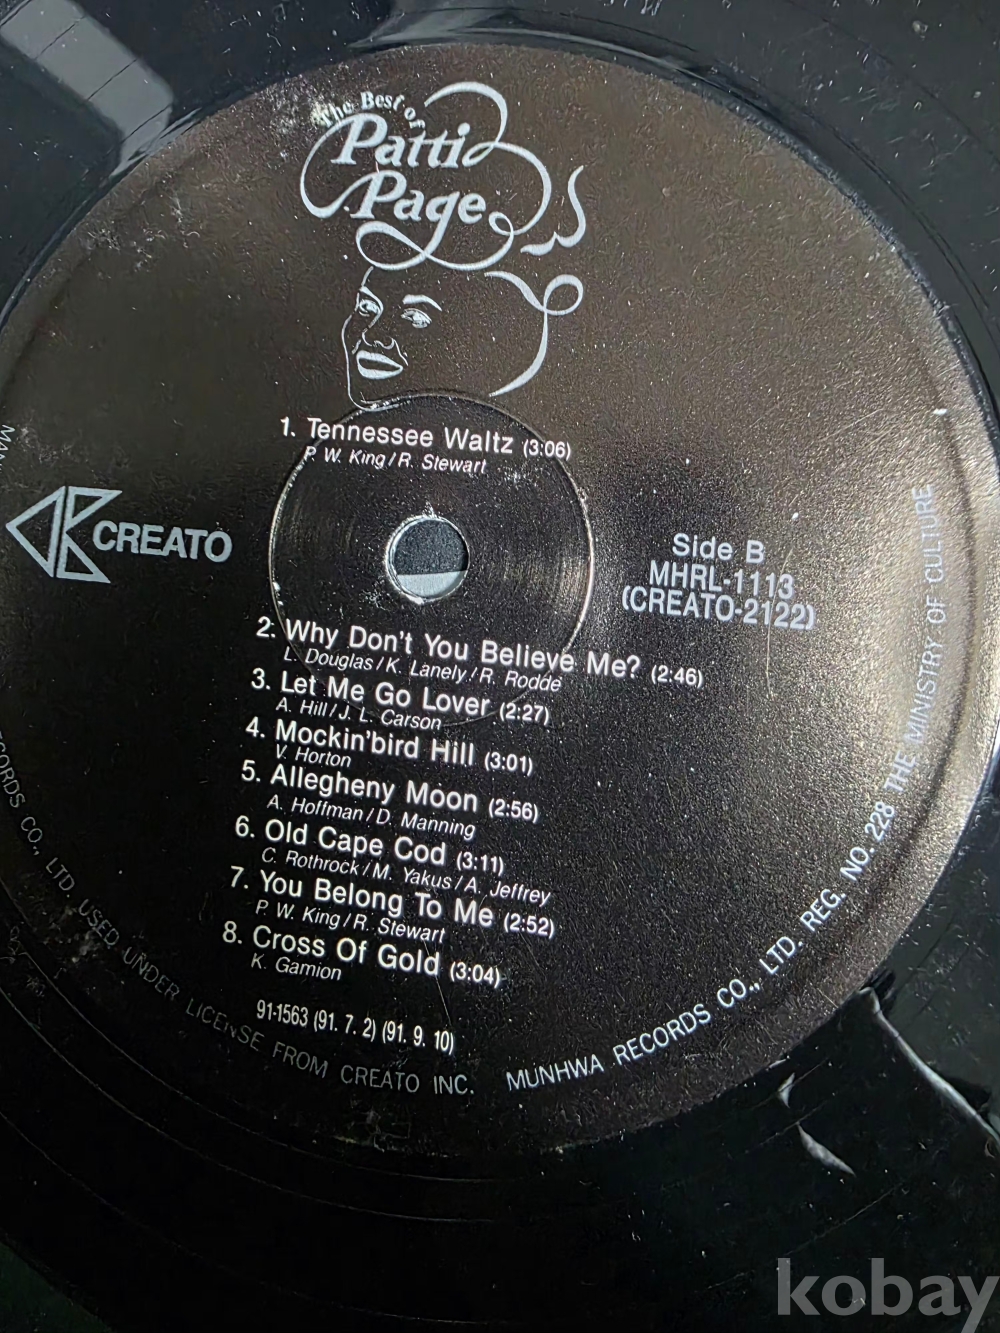 The Best of
Patti
Page
1. Tennessee Waltz (3:06)
P. W. King/R. Stewart
CREATO
Side B
MHRL-1113
(CREATO-2122)
2. Why Don't You Believe Me? (2:46)
L. Douglas/K. Lanely/R. Rodde
3. Let Me Go Lover (2:27)
A. Hill/J. L. Carson
4. Mockin'bird Hill (3:01)
V. Horton
5. Allegheny Moon (2:56)
A. Hoffman/D. Manning
6. Old Cape Cod (3:11)
C. Rothrock/M. Yakus/A. Jeffrey
7. You Belong To Me (2:52)
P. W. King/R. Stewart
8. Cross Of Gold (3:04)
K. Gamion
91-1563 (91. 7. 2) (91. 9. 10)
CO., LTD. USED UNDER LICENSE FROM CREATO INC. MUNHWA RECORDS CO., LTD. REG. NO. 228 THE MINISTRY OF CULTURE
kobay